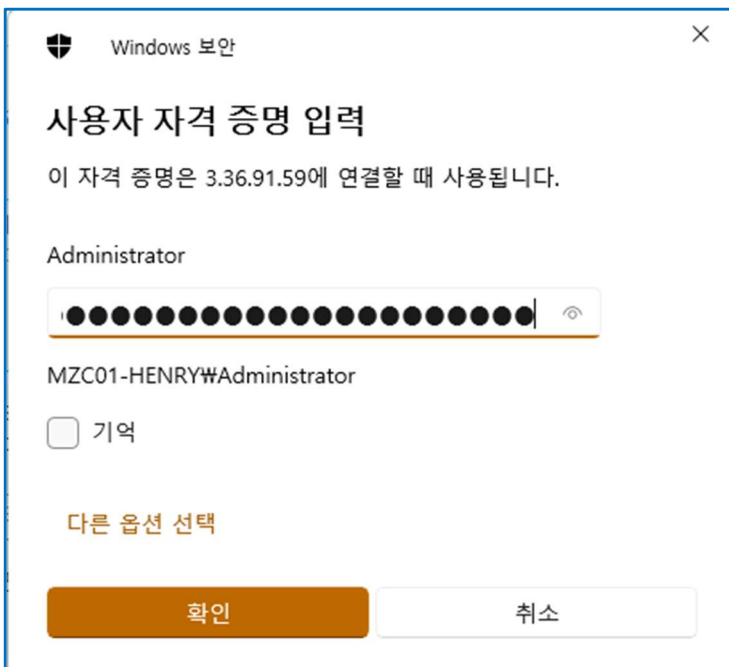 Windows 보안
사용자 자격 증명 입력
이 자격 증명은 3.36.91.59에 연결할 때 사용됩니다.
Administrator
●●●●●●●●●●●●●●●●●●●●●
MZC01-HENRY₩Administrator
기억
다른 옵션 선택
확인
취소